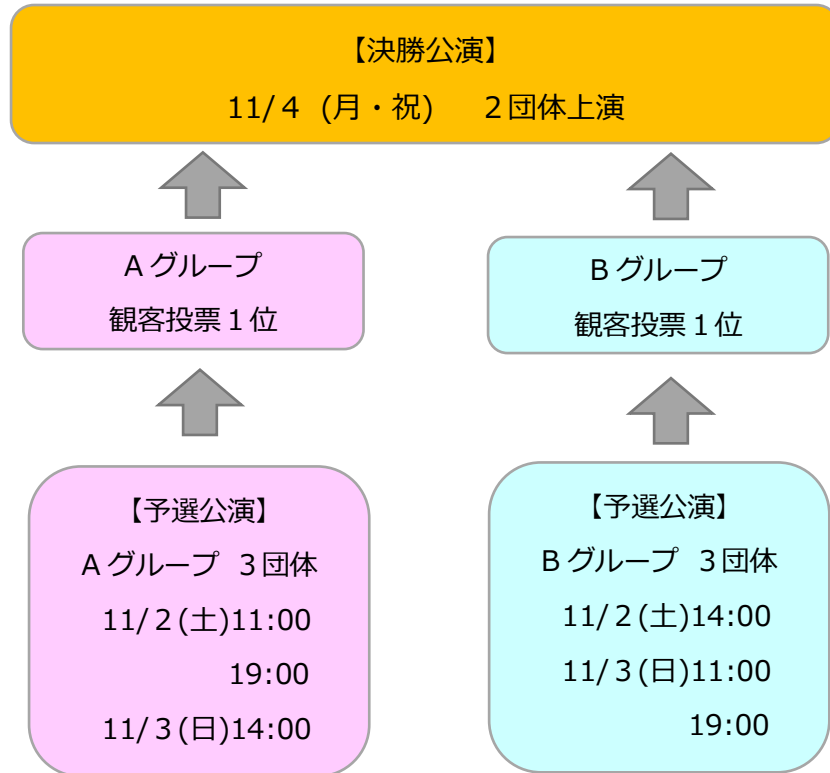 【決勝公演】
11/４ (月・祝)　２団体上演
Ａグループ
観客投票１位
Ｂグループ
観客投票１位
【予選公演】
Ａグループ ３団体
11/２(土)11:00
19:00
11/３(日)14:00
【予選公演】
Ｂグループ ３団体
11/２(土)14:00
11/３(日)11:00
19:00